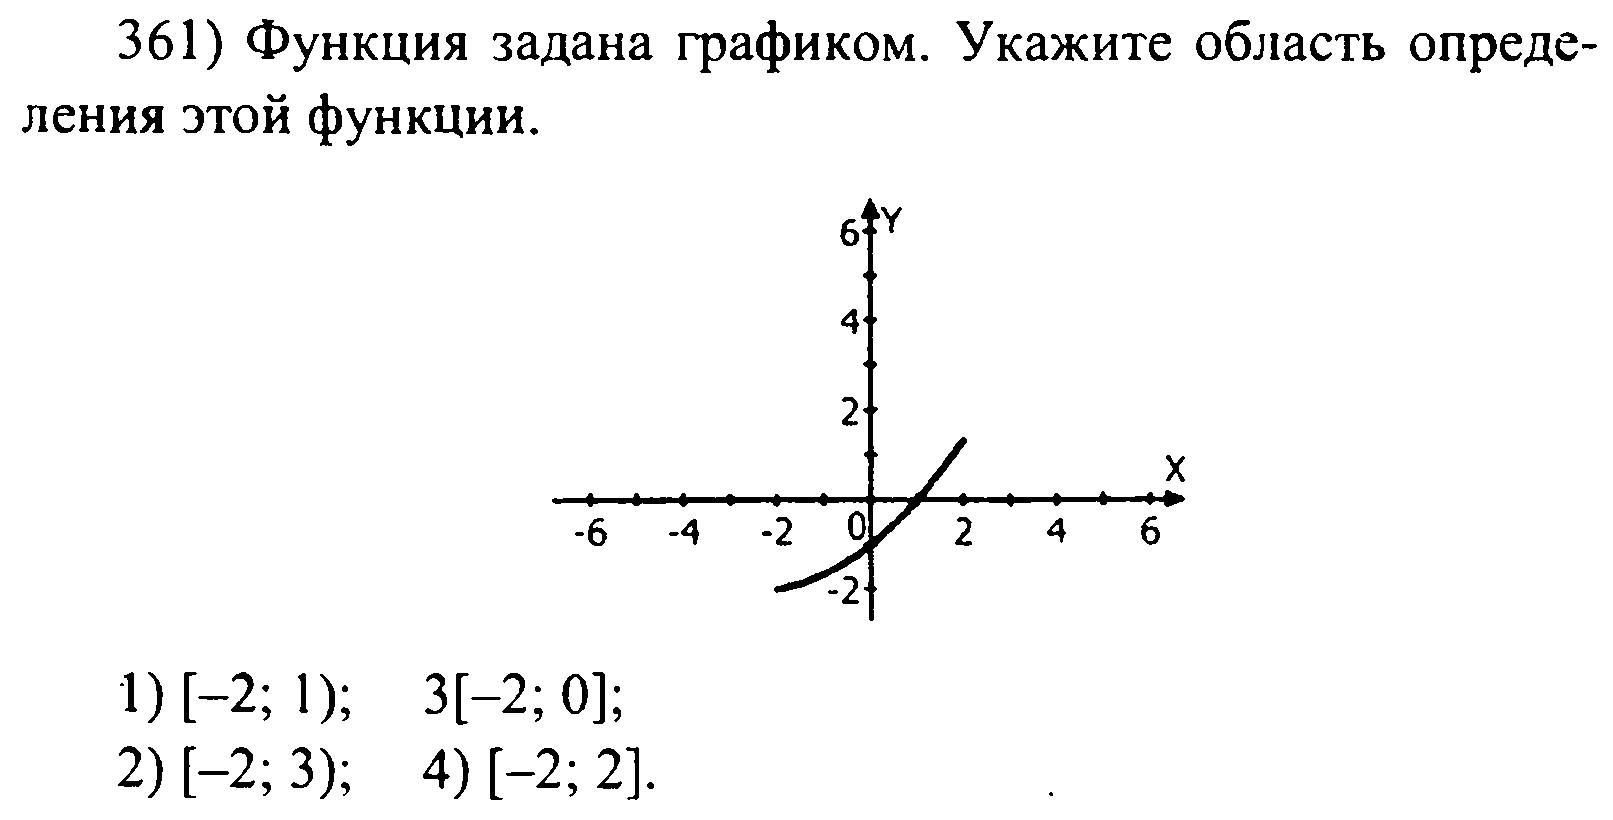 361) Функция задана графиком. Укажите область опреде-
ления этой функции.
Y
6
4
2
X
-6 -4 -2 0 2 4 6
-2
1) [–2; 1); 3[–2; 0];
2) [–2; 3); 4) [–2; 2].